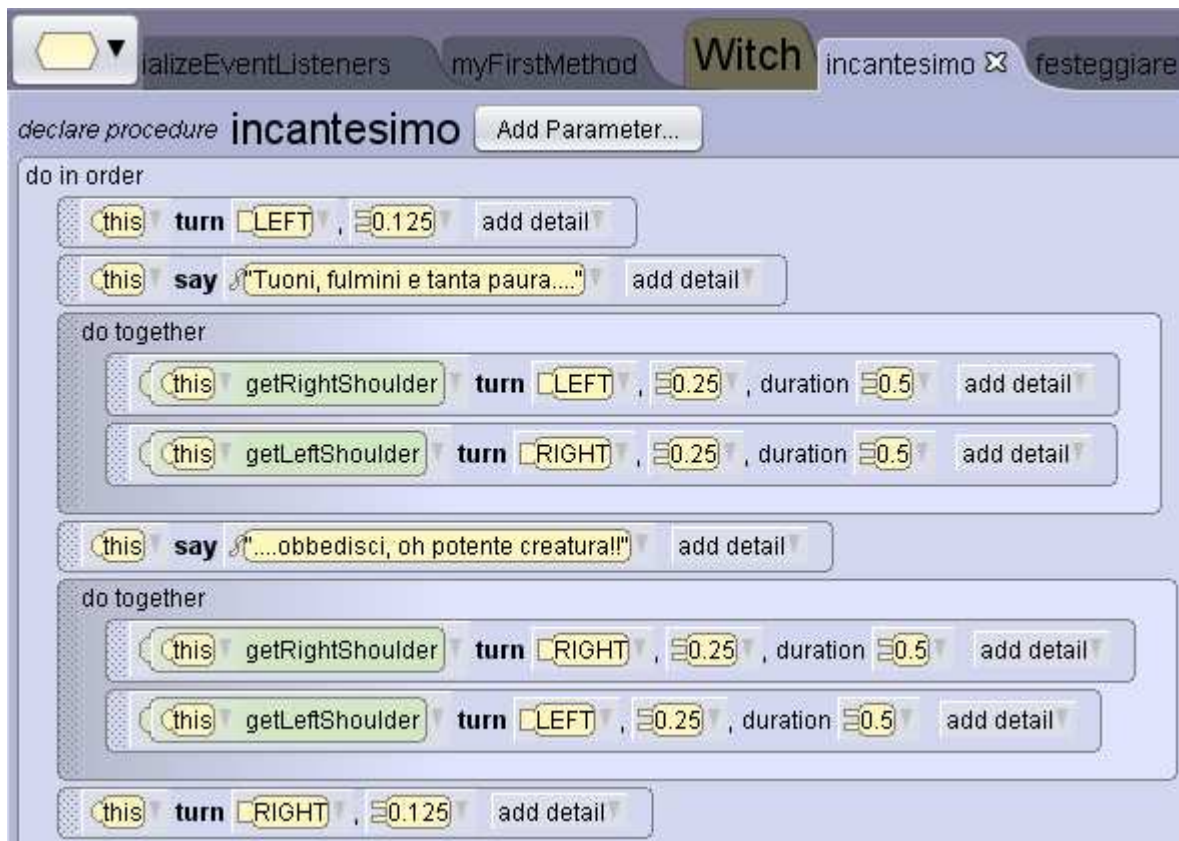 ializeEventListeners myFirstMethod Witch incantesimo festeggiare
declare procedure incantesimo Add Parameter...
do in order
this turn LEFT , 0.125 add detail
this say "Tuoni, fulmini e tanta paura...." add detail
do together
this getRightShoulder turn LEFT , 0.25 , duration 0.5 add detail
this getLeftShoulder turn RIGHT , 0.25 , duration 0.5 add detail
this say "....obbedisci, oh potente creatura!!" add detail
do together
this getRightShoulder turn RIGHT , 0.25 , duration 0.5 add detail
this getLeftShoulder turn LEFT , 0.25 , duration 0.5 add detail
this turn RIGHT , 0.125 add detail